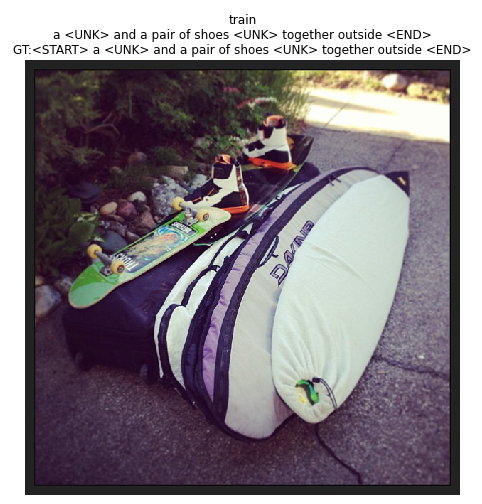 train
a <UNK> and a pair of shoes <UNK> together outside <END>
GT:<START> a <UNK> and a pair of shoes <UNK> together outside <END>
DAKINE